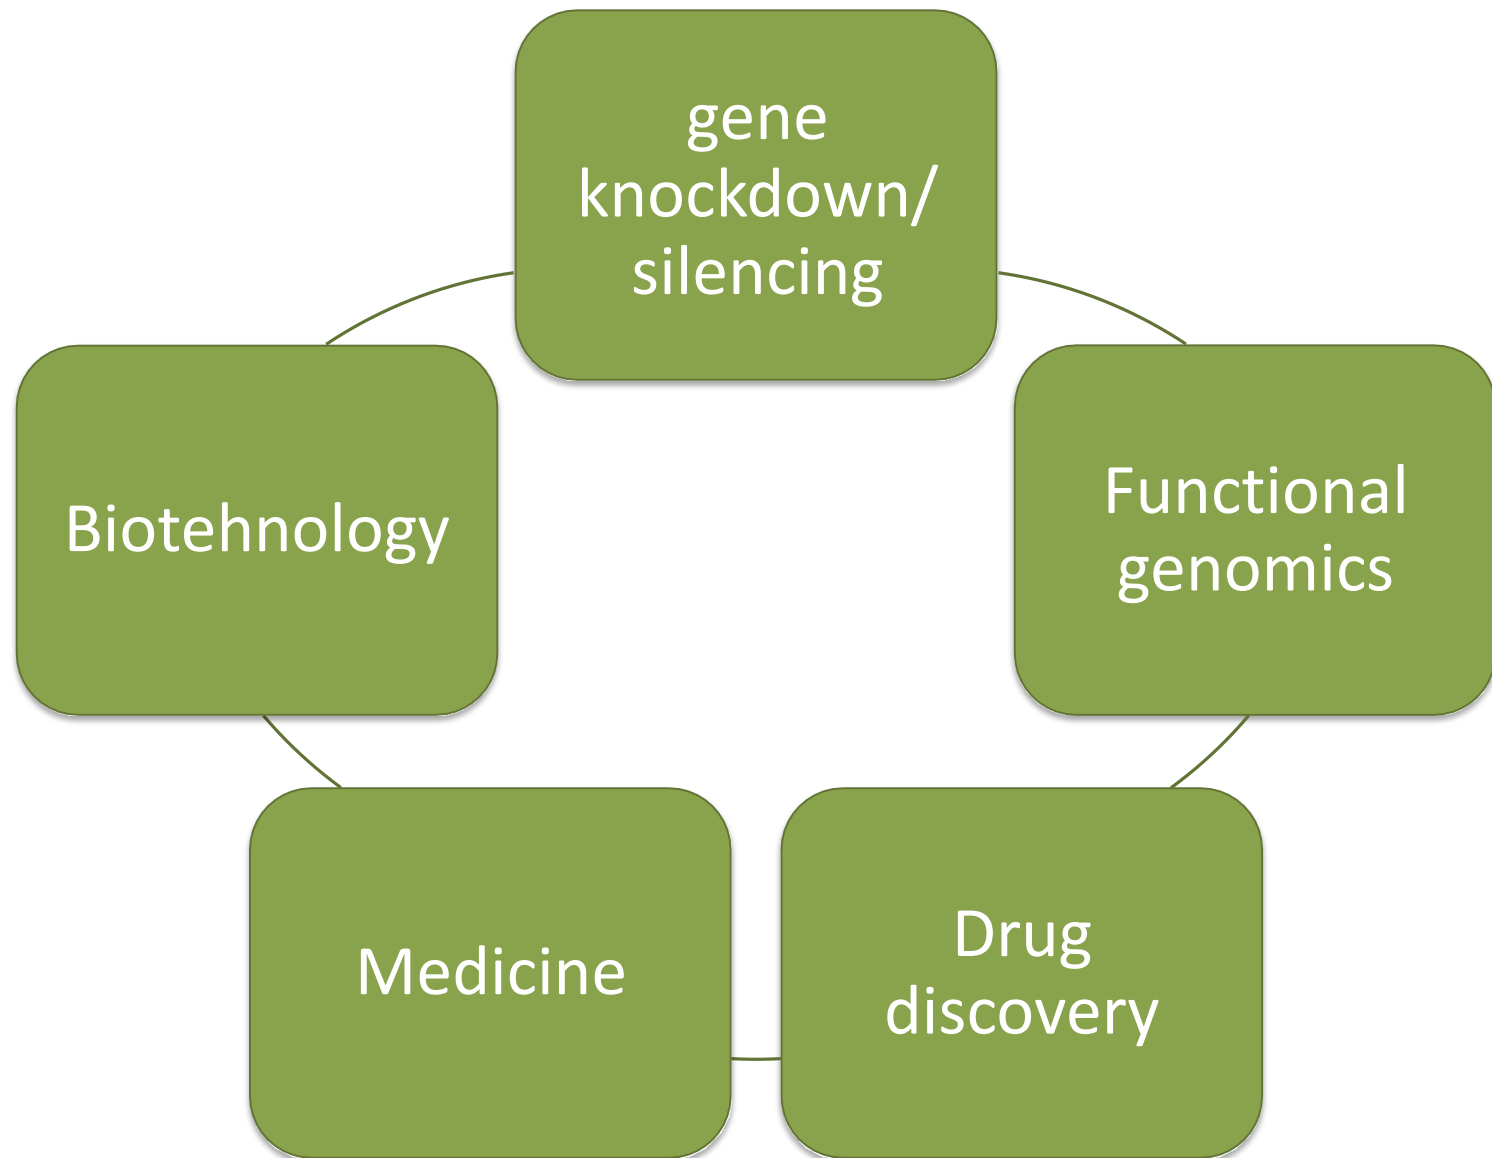 gene
knockdown/
silencing
Functional
genomics
Drug
discovery
Medicine
Biotehnology